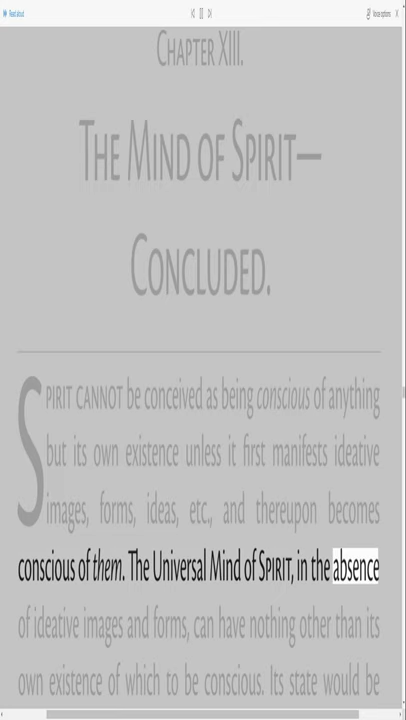 Read aloud
Voice options
CHAPTER XIII.
THE MIND OF SPIRIT—
CONCLUDED.
SPIRIT CANNOT be conceived as being conscious of anything
but its own existence unless it first manifests ideative
images, forms, ideas, etc., and thereupon becomes
conscious of them. The Universal Mind of SPIRIT, in the absence
of ideative images and forms, can have nothing other than its
own existence of which to be conscious. Its state would be